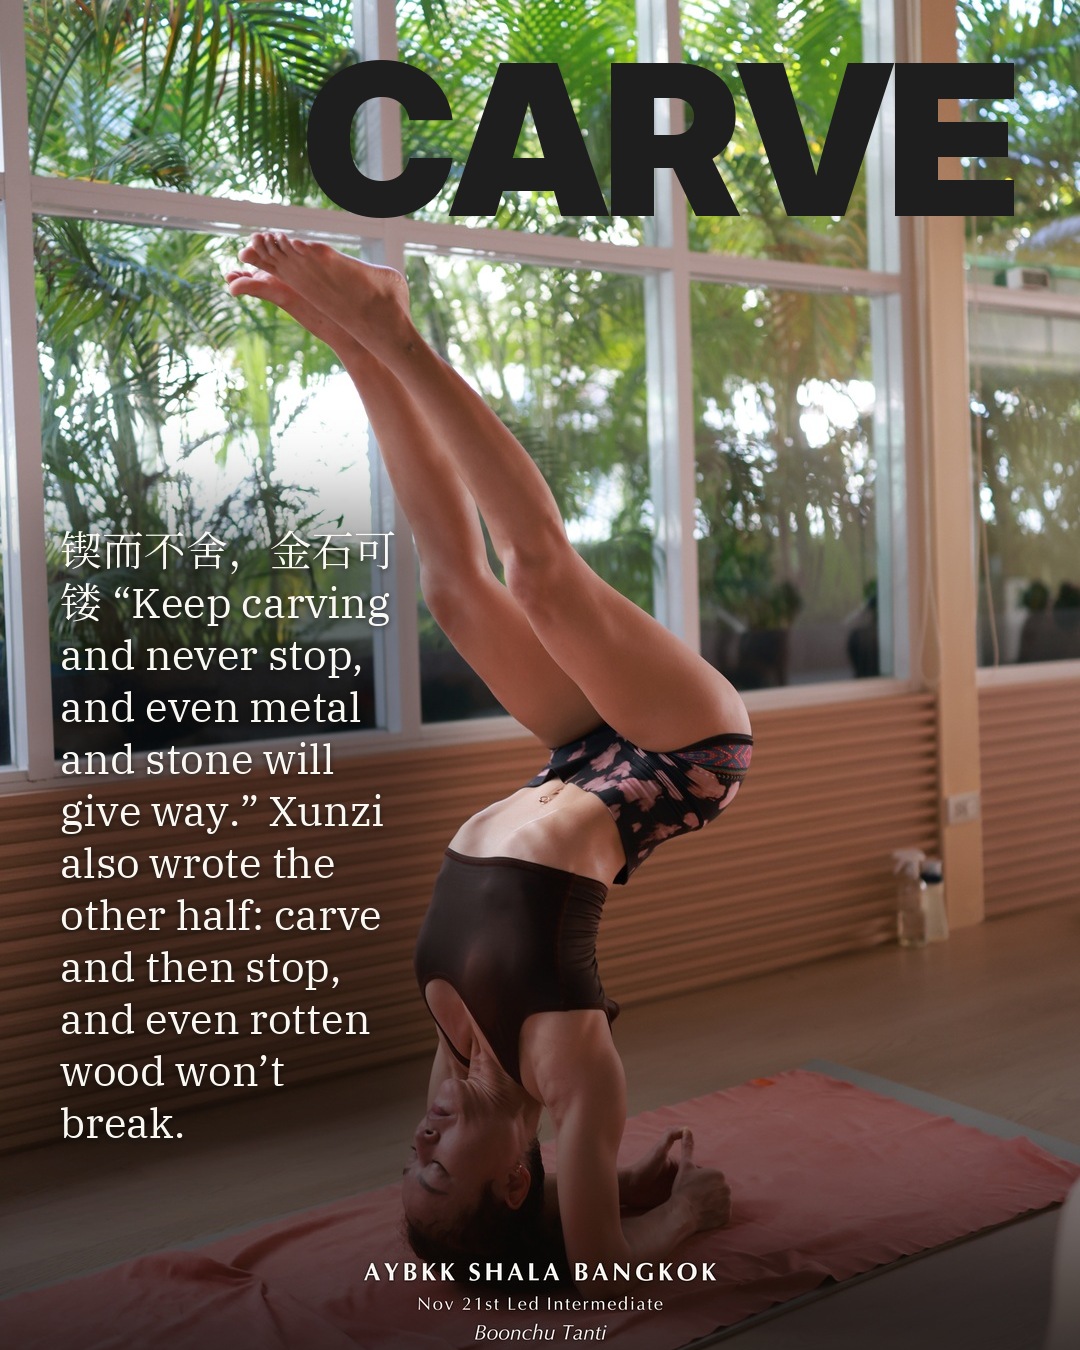 CARVE
锲而不舍，金石可
镂 “Keep carving
and never stop,
and even metal
and stone will
give way.” Xunzi
also wrote the
other half: carve
and then stop,
and even rotten
wood won’t
break.
AYBKK SHALA BANGKOK
Nov 21st Led Intermediate
Boonchu Tanti